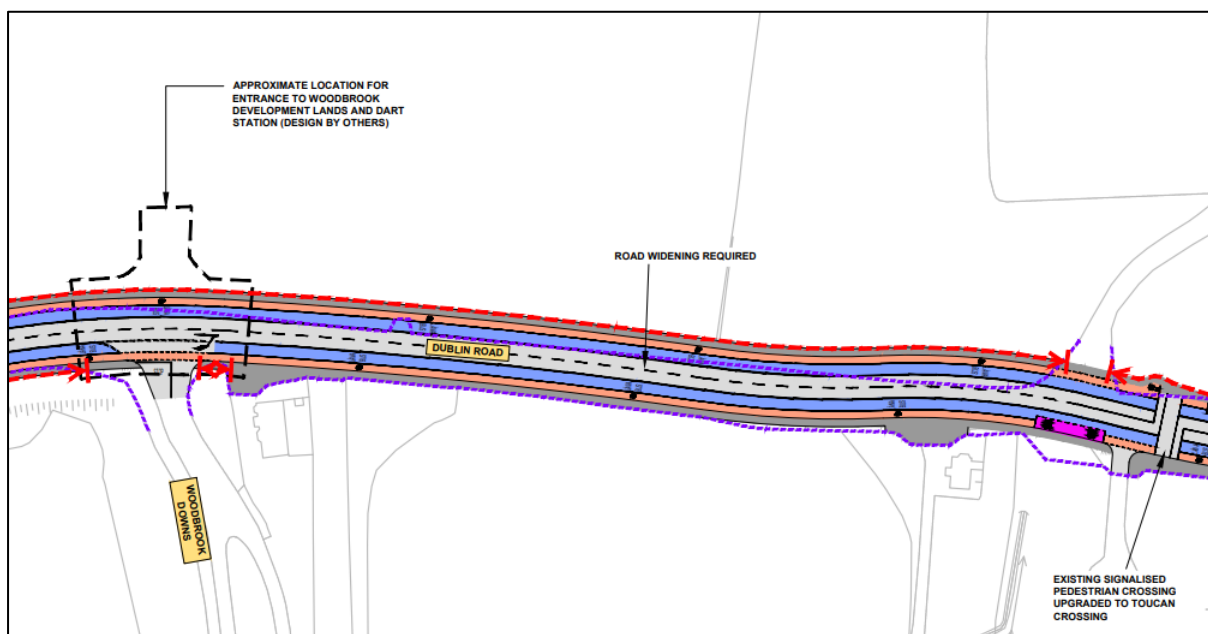 APPROXIMATE LOCATION FOR
ENTRANCE TO WOODBROOK
DEVELOPMENT LANDS AND DART
STATION (DESIGN BY OTHERS)
ROAD WIDENING REQUIRED
DUBLIN ROAD
WOODBROOK
DOWNS
EXISTING SIGNALISED
PEDESTRIAN CROSSING
UPGRADED TO TOUCAN
CROSSING